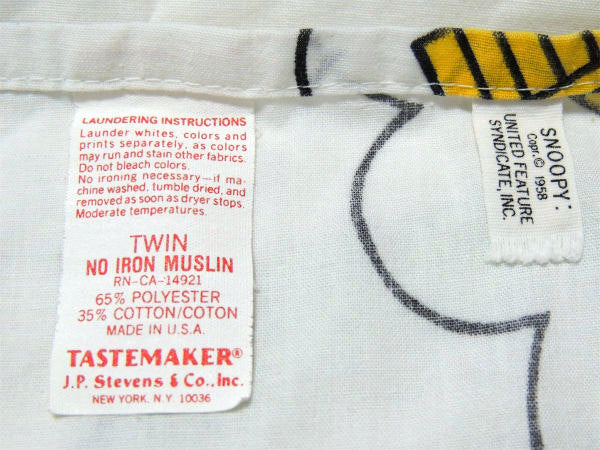 LAUNDERING INSTRUCTIONS
Launder whites, colors and
prints separately, as colors
may run and stain other fabrics.
Do not bleach colors.
No ironing necessary—if ma-
chine washed, tumble dried, and
removed as soon as dryer stops.
Moderate temperatures.
TWIN
NO IRON MUSLIN
RN-CA-14921
65% POLYESTER
35% COTTON/COTON
MADE IN U.S.A.
TASTEMAKER®
J.P. Stevens & Co., Inc.
NEW YORK, N.Y. 10036
SNOOPY:
Copr. © 1958
UNITED FEATURE
SYNDICATE, INC.